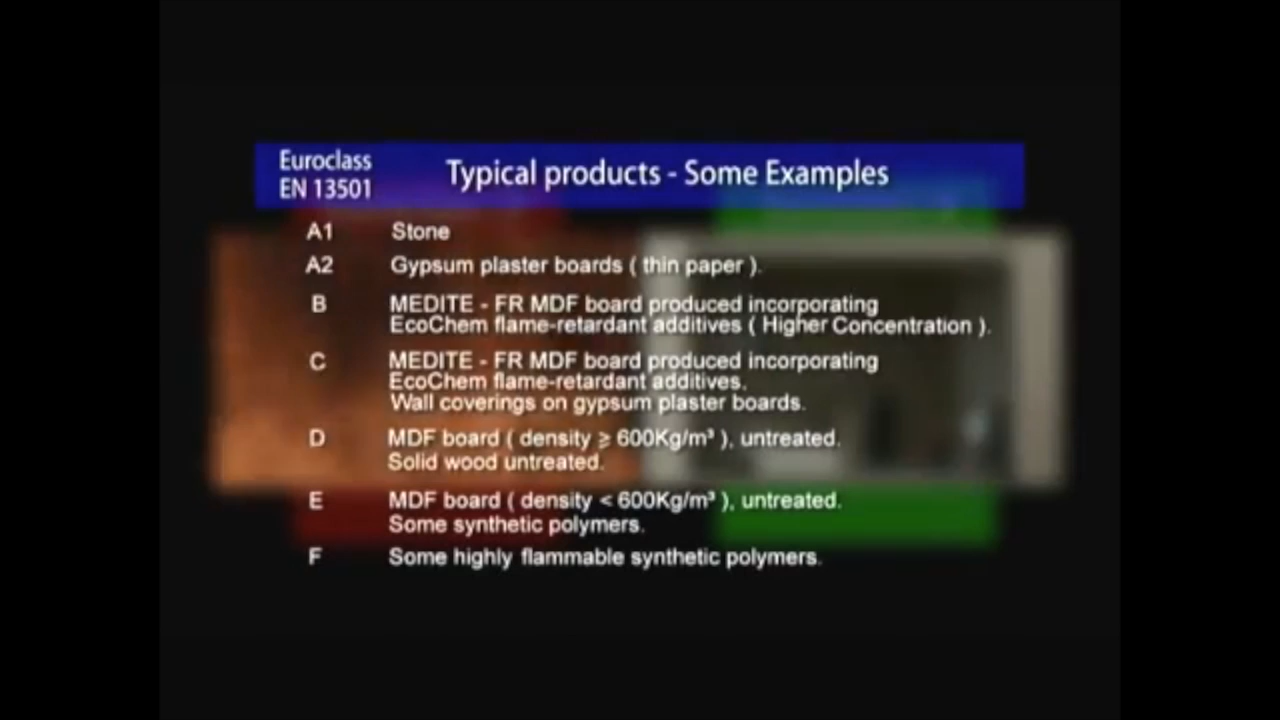 Euroclass
EN 13501
Typical products - Some Examples
A1 Stone
A2 Gypsum plaster boards ( thin paper ).
B MEDITE - FR MDF board produced incorporating
EcoChem flame-retardant additives ( Higher Concentration ).
C MEDITE - FR MDF board produced incorporating
EcoChem flame-retardant additives.
Wall coverings on gypsum plaster boards.
D MDF board ( density ≥ 600Kg/m³ ), untreated.
Solid wood untreated.
E MDF board ( density < 600Kg/m³ ), untreated.
Some synthetic polymers.
F Some highly flammable synthetic polymers.